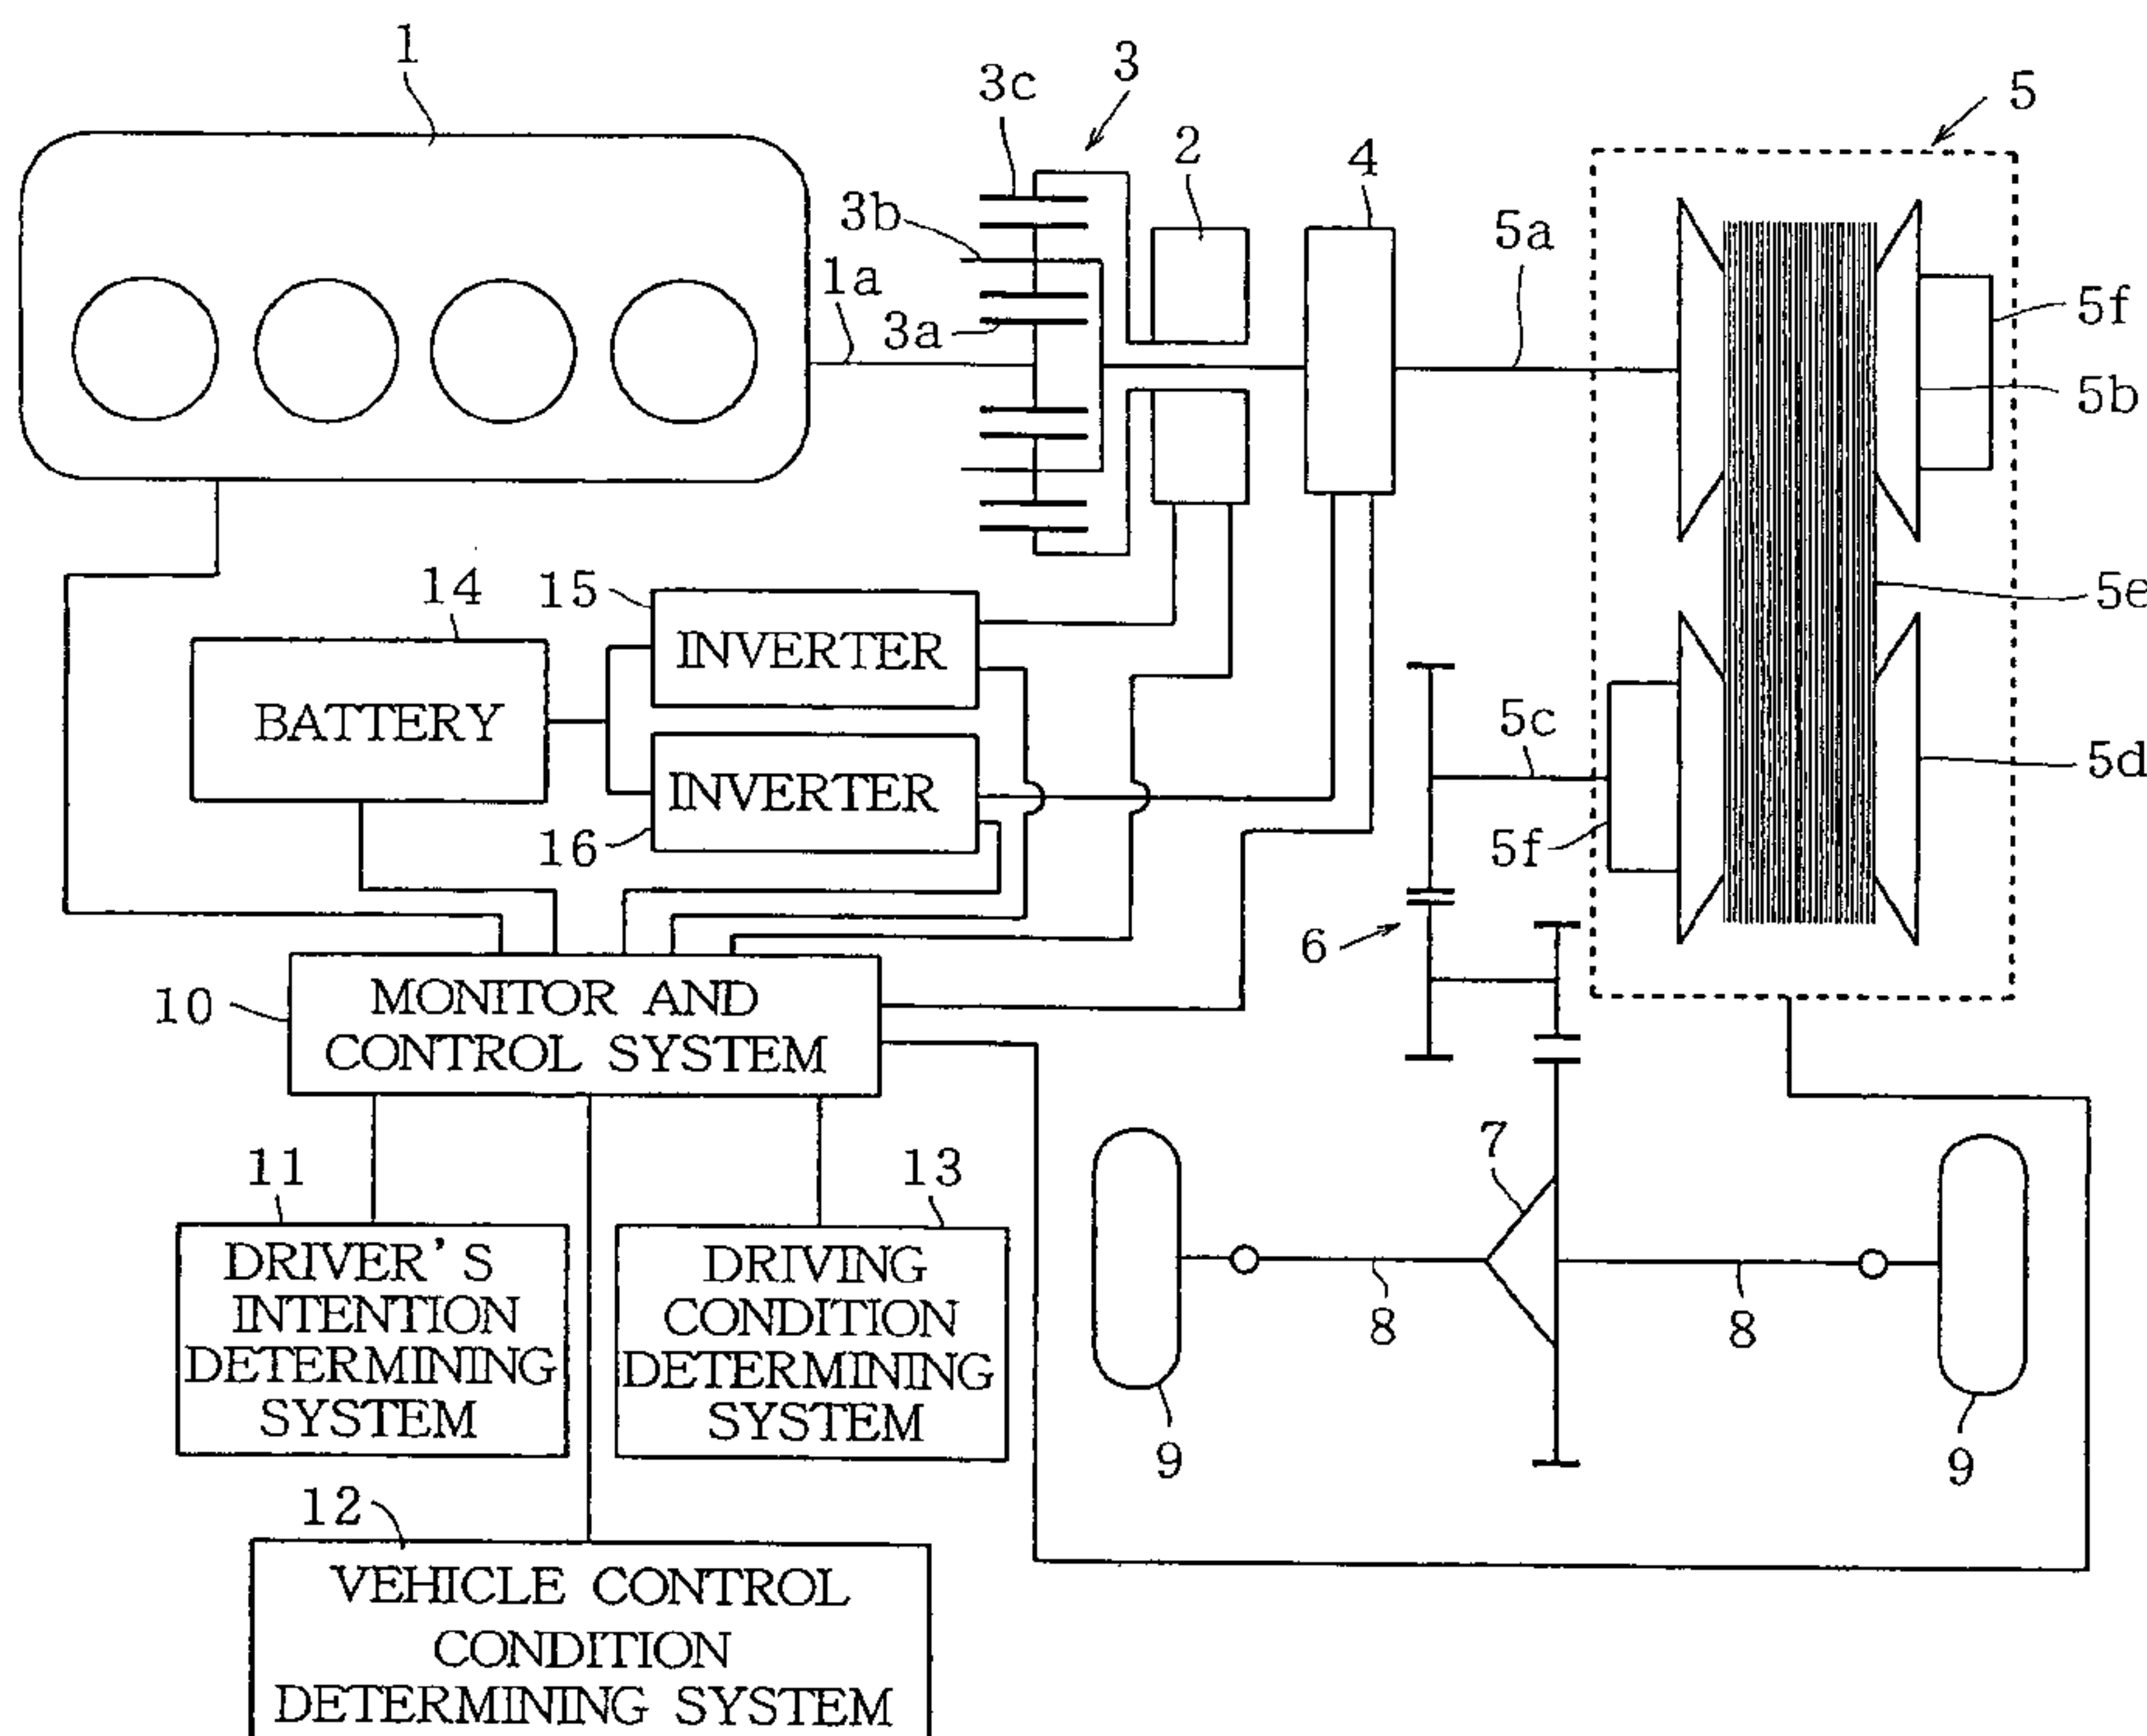 1
3
3c
5
2
4
3b
5a
1a
5f
3a
5b
14
15
INVERTER
5e
BATTERY
5c
5d
INVERTER
16
5f
6
10
MONITOR AND
CONTROL SYSTEM
7
11
13
DRIVER'S
INTENTION
DETERMINING
SYSTEM
DRIVING
CONDITION
DETERMINING
SYSTEM
8
8
9
9
12
VEHICLE CONTROL
CONDITION
DETERMINING SYSTEM